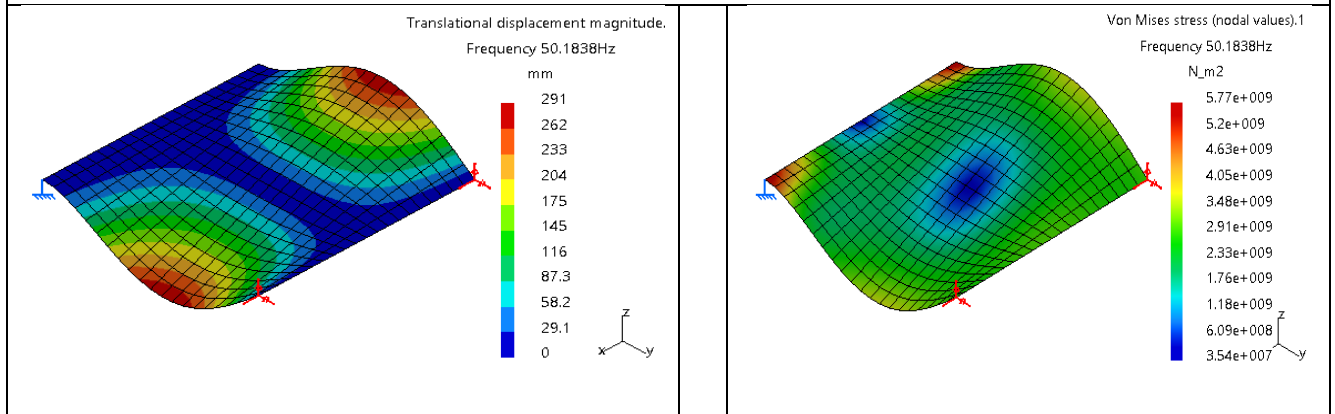 Translational displacement magnitude.
Frequency 50.1838Hz
mm
291
262
233
204
175
145
116
87.3
58.2
29.1
0
z
x
y
Von Mises stress (nodal values).1
Frequency 50.1838Hz
N_m2
5.77e+009
5.2e+009
4.63e+009
4.05e+009
3.48e+009
2.91e+009
2.33e+009
1.76e+009
1.18e+009
6.09e+008
3.54e+007
z
y